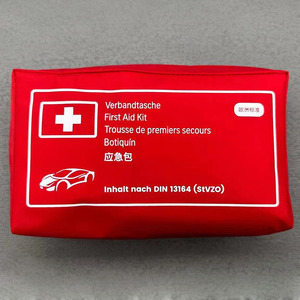 Verbandtasche
First Aid Kit
Trousse de premiers secours
Botiquín
应急包
欧洲标准
Inhalt nach DIN 13164 (StVZO)